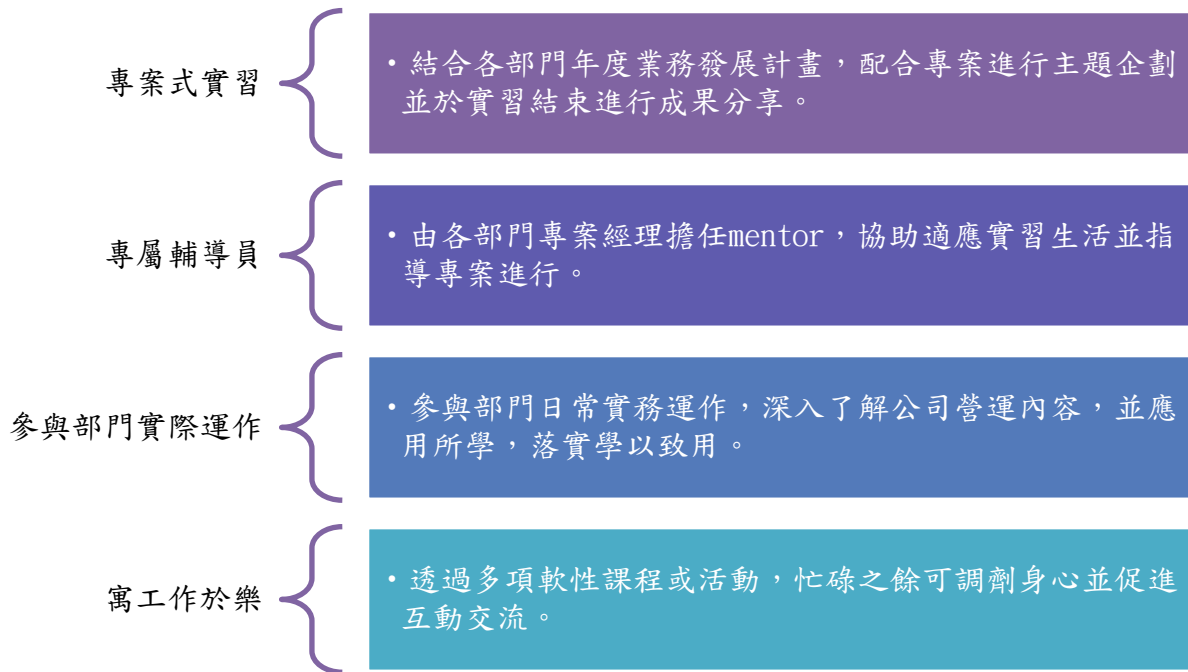 專案式實習
•結合各部門年度業務發展計畫，配合專案進行主題企劃
並於實習結束進行成果分享。
專屬輔導員
•由各部門專案經理擔任mentor，協助適應實習生活並指
導專案進行。
參與部門實際運作
•參與部門日常實務運作，深入了解公司營運內容，並應
用所學，落實學以致用。
寓工作於樂
•透過多項軟性課程或活動，忙碌之餘可調劑身心並促進
互動交流。